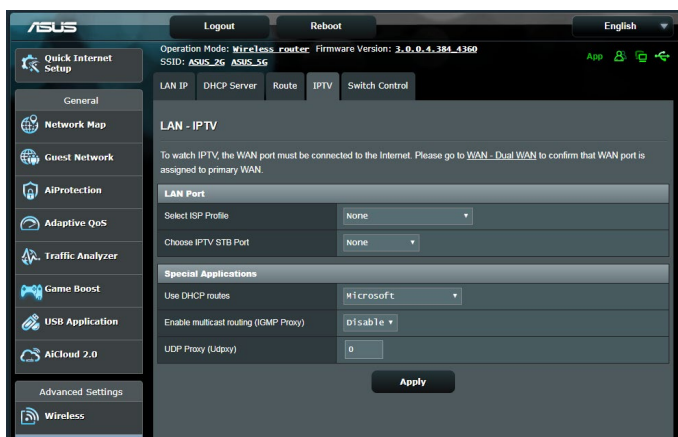 ASUS
Logout
Reboot
English
Quick Internet Setup
Operation Mode: Wireless router Firmware Version: 3.0.0.4.384_4360
SSID: ASUS_2G ASUS_5G
App
LAN IP DHCP Server Route IPTV Switch Control
General
Network Map
Guest Network
AiProtection
Adaptive QoS
Traffic Analyzer
Game Boost
USB Application
AiCloud 2.0
Advanced Settings
Wireless
LAN - IPTV
To watch IPTV, the WAN port must be connected to the Internet. Please go to WAN - Dual WAN to confirm that WAN port is
assigned to primary WAN.
LAN Port
Select ISP Profile None
Choose IPTV STB Port None
Special Applications
Use DHCP routes Microsoft
Enable multicast routing (IGMP Proxy) Disable
UDP Proxy (Udpxy) 0
Apply